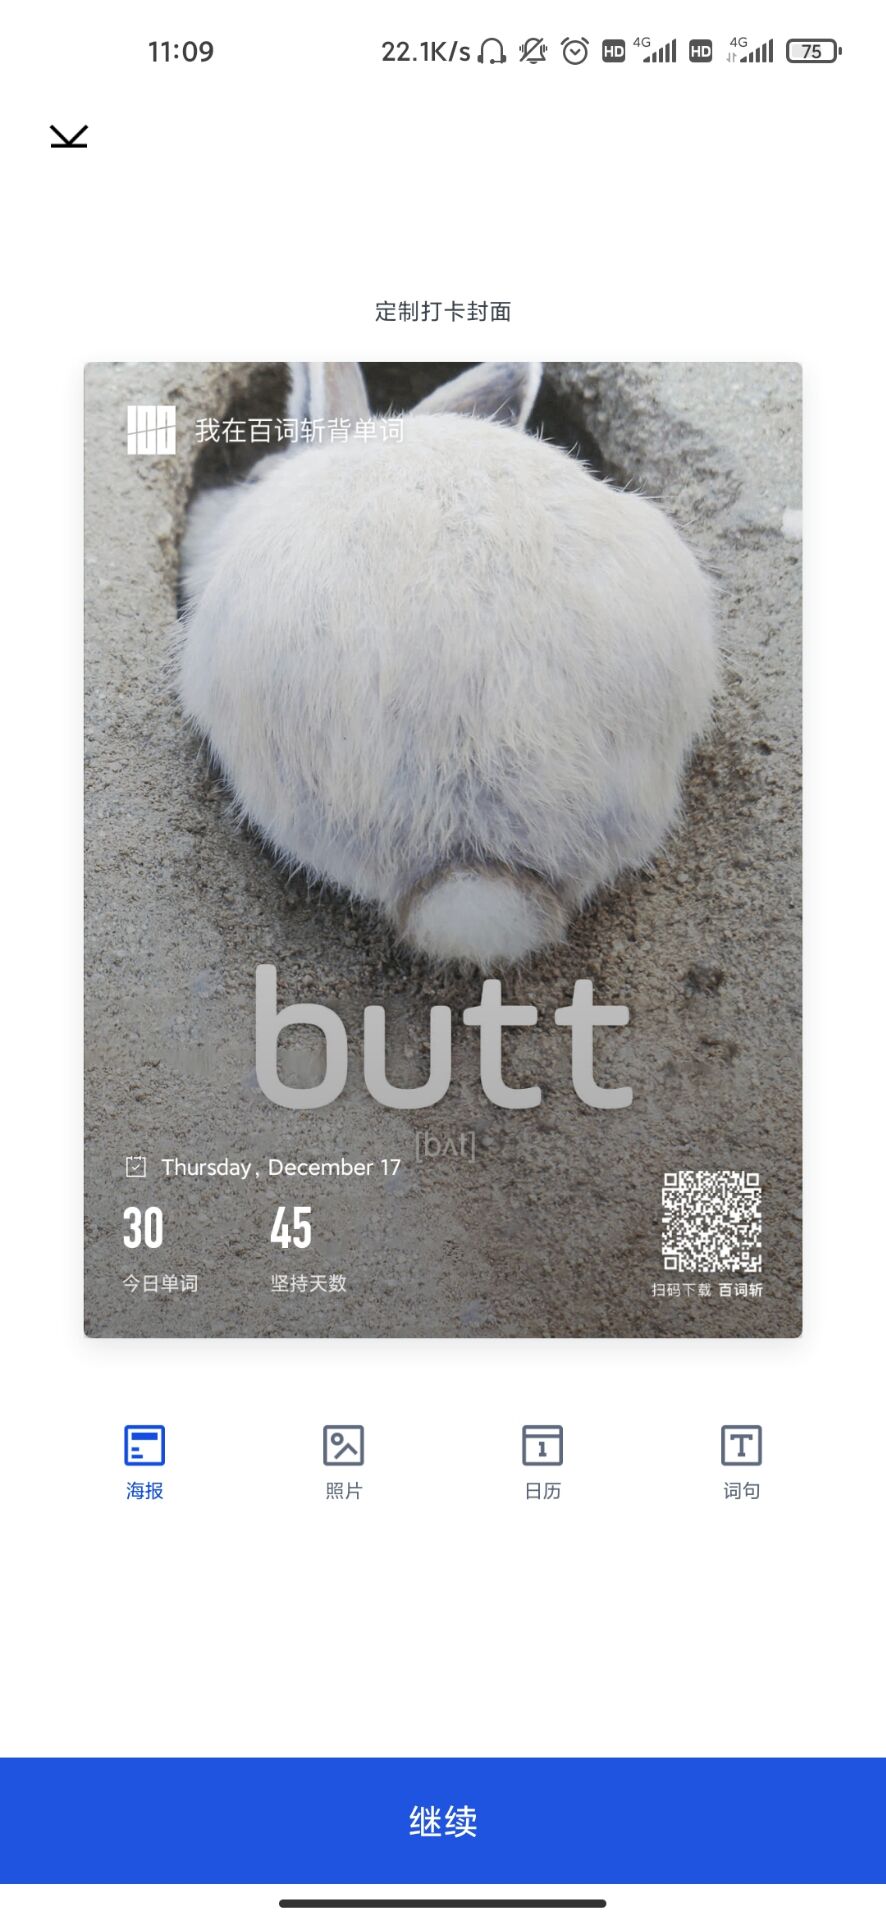 11:09 22.1K/s HD 4G HD 4G 75
定制打卡封面
100 我在百词斩背单词
butt
[bʌt]
Thursday, December 17
30 45
今日单词 坚持天数
扫码下载 百词斩
海报 照片 日历 词句
继续